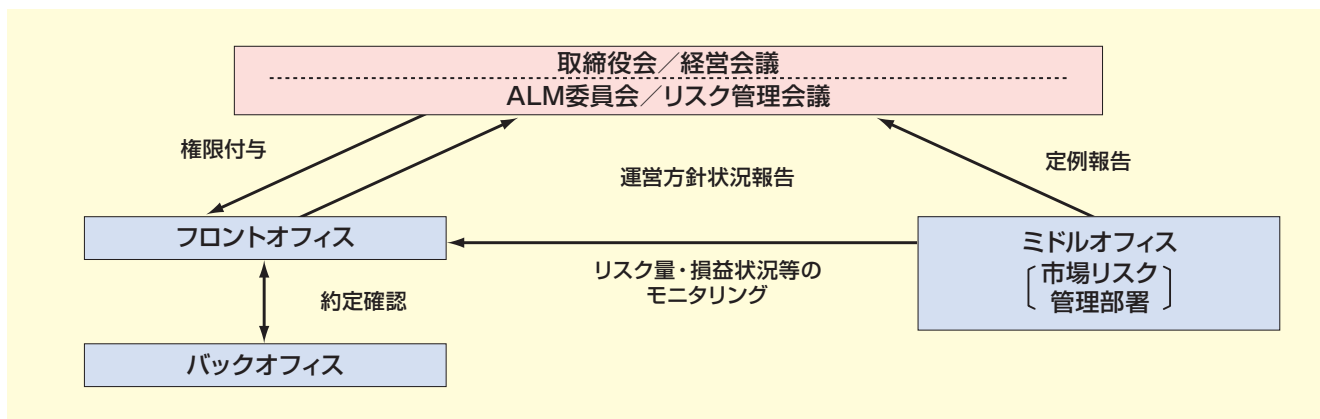 取締役会／経営会議
ALM委員会／リスク管理会議
権限付与
運営方針状況報告
定例報告
フロントオフィス
リスク量・損益状況等の
モニタリング
ミドルオフィス
市場リスク
管理部署
約定確認
バックオフィス